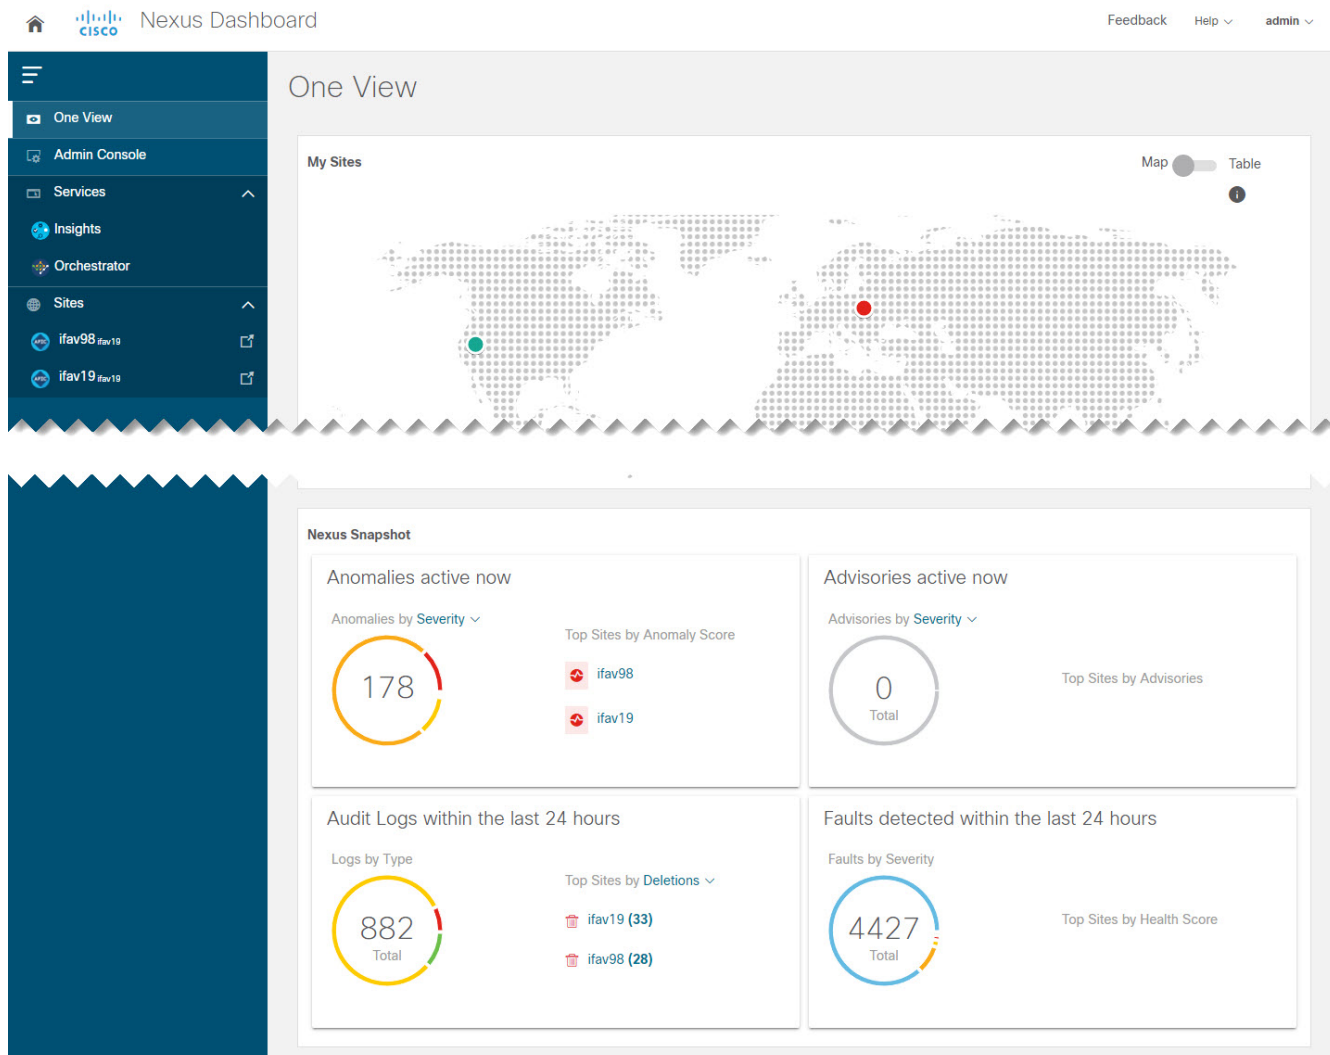 CISCO Nexus Dashboard Feedback Help admin
One View
One View
Admin Console
My Sites Map Table
Services
Insights
Orchestrator
Sites
ifav98 ifav19
ifav19 ifav19
Nexus Snapshot
Anomalies active now
Anomalies by Severity
178
Top Sites by Anomaly Score
ifav98
ifav19
Advisories active now
Advisories by Severity
0
Total
Top Sites by Advisories
Audit Logs within the last 24 hours
Logs by Type
882
Total
Top Sites by Deletions
ifav19 (33)
ifav98 (28)
Faults detected within the last 24 hours
Faults by Severity
4427
Total
Top Sites by Health Score